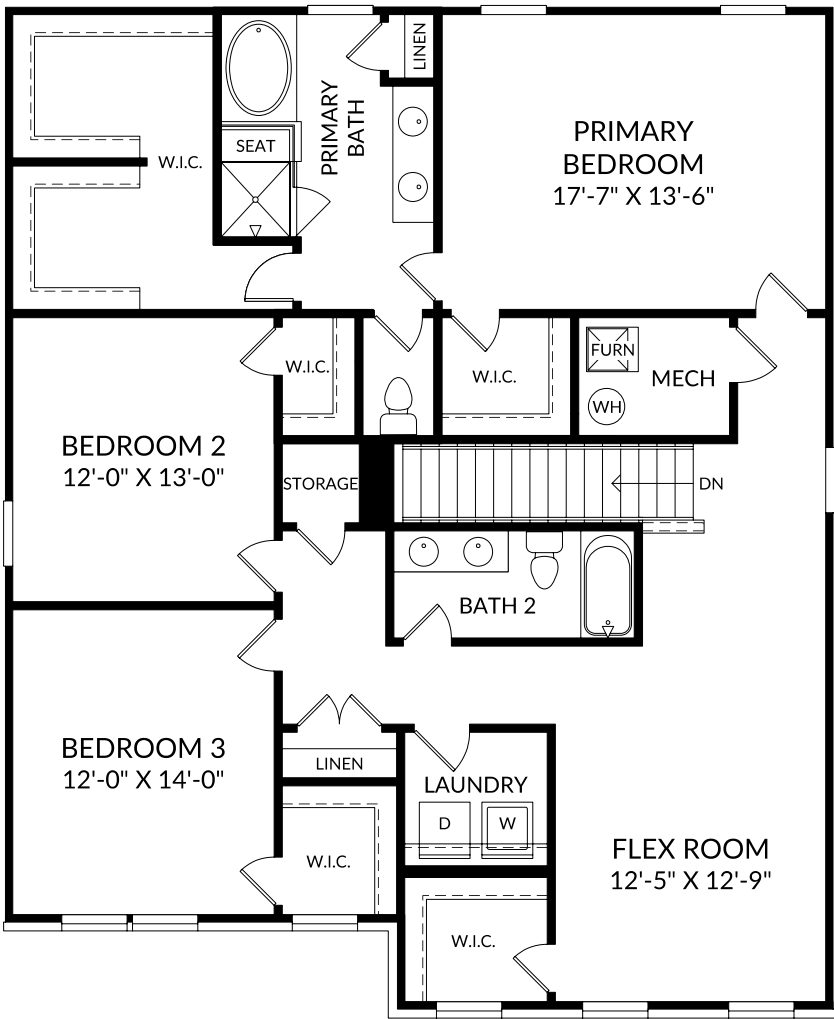 LINEN
PRIMARY
BATH
SEAT
W.I.C.
PRIMARY
BEDROOM
17'-7" X 13'-6"
W.I.C.
W.I.C.
FURN
WH
MECH
BEDROOM 2
12'-0" X 13'-0"
STORAGE
DN
BATH 2
BEDROOM 3
12'-0" X 14'-0"
LINEN
LAUNDRY
D
W
W.I.C.
FLEX ROOM
12'-5" X 12'-9"
W.I.C.